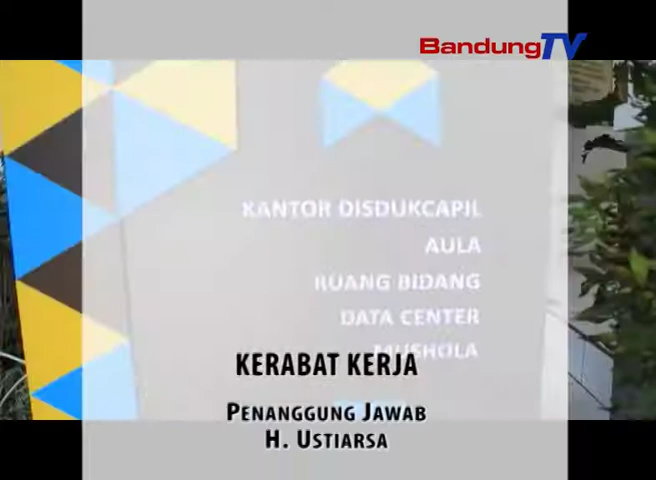 BandungTV
KANTOR DISDUKCAPIL
AULA
RUANG BIDANG
DATA CENTER
MUSHOLA
KERABAT KERJA
PENANGGUNG JAWAB
H. USTIARSA